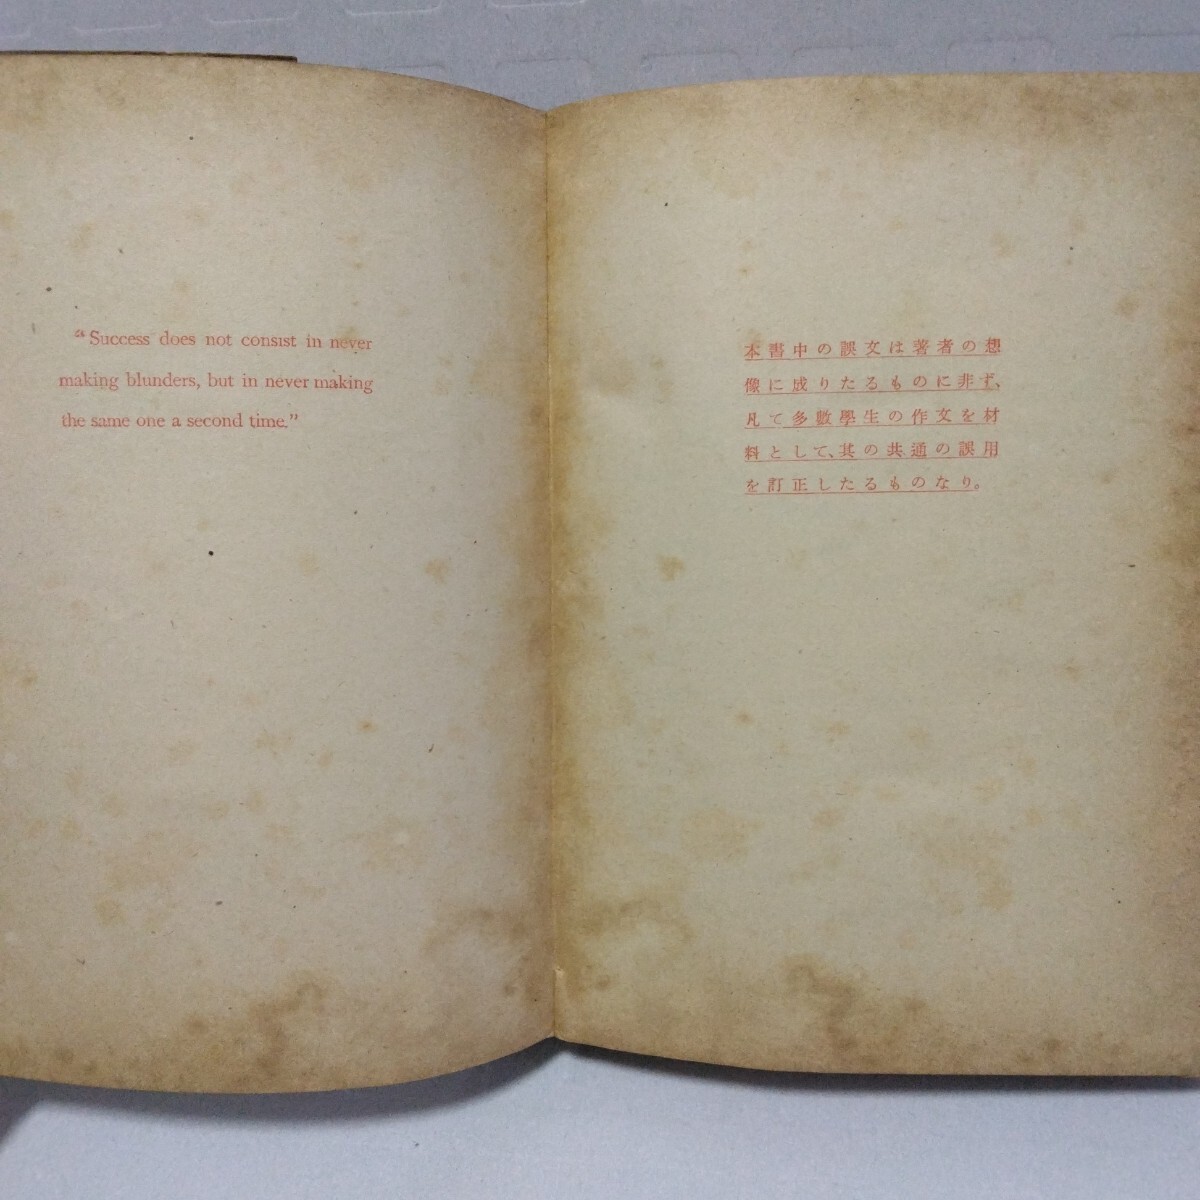 "Success does not consist in never
making blunders, but in never making
the same one a second time."
本書中の誤文は著者の想
像に成りたるものに非ず、
凡て多數學生の作文を材
料として、其の共通の誤用
を訂正したるものなり。